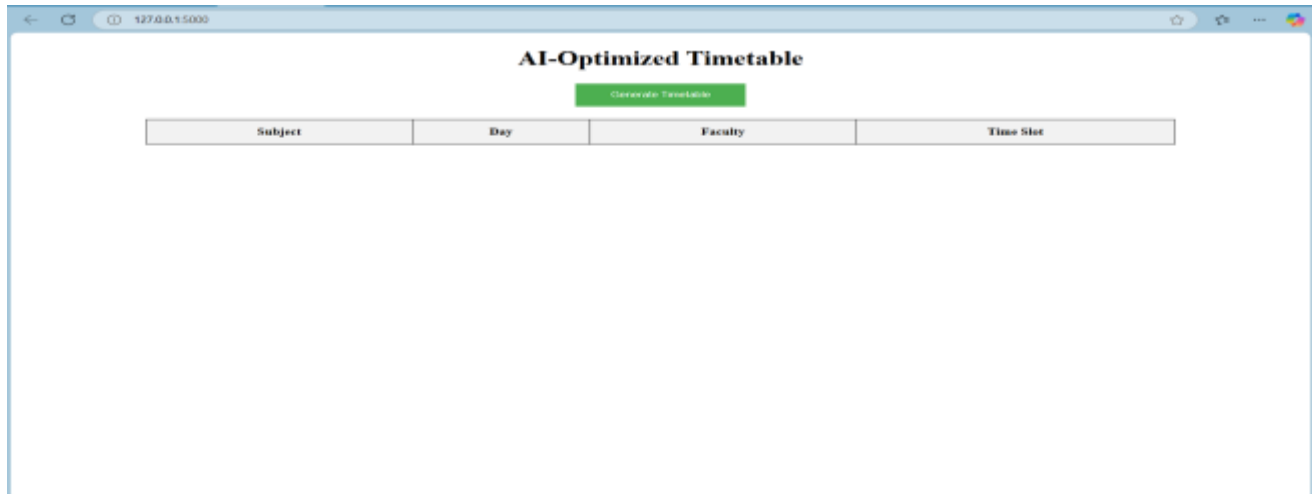 127.0.0.1:5000
AI-Optimized Timetable
Generate Timetable
Subject Day Faculty Time Slot